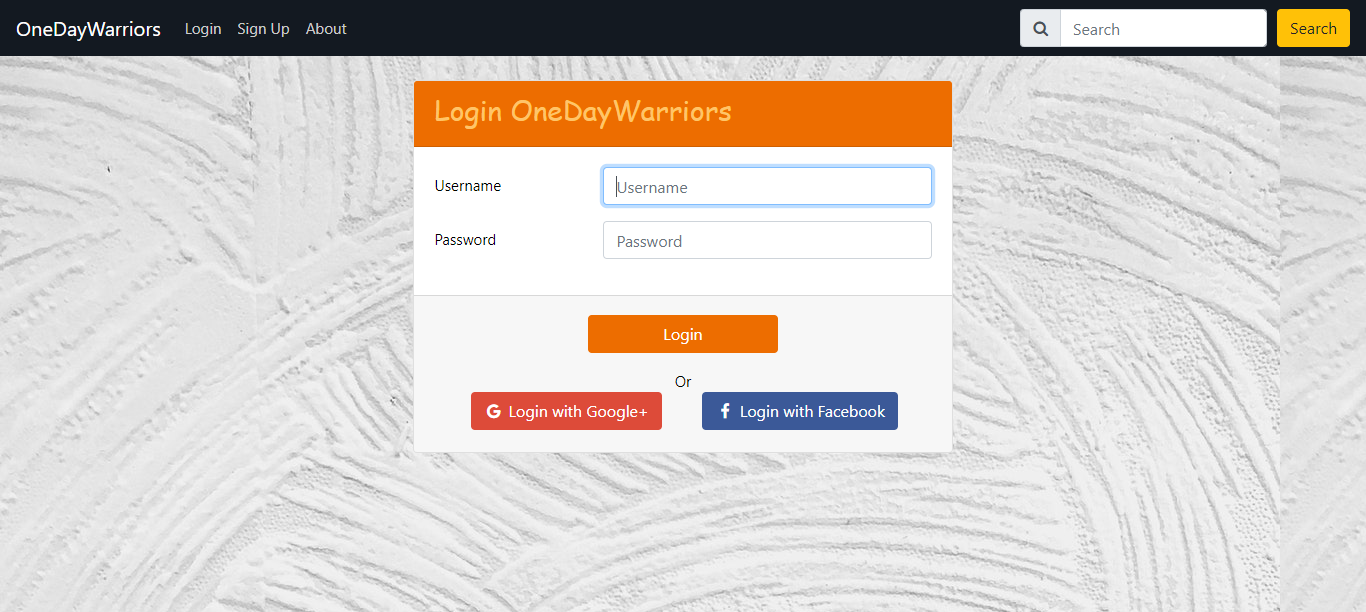 OneDayWarriors Login Sign Up About Search Search
Login OneDayWarriors
Username Username
Password Password
Login
Or
Login with Google+ Login with Facebook